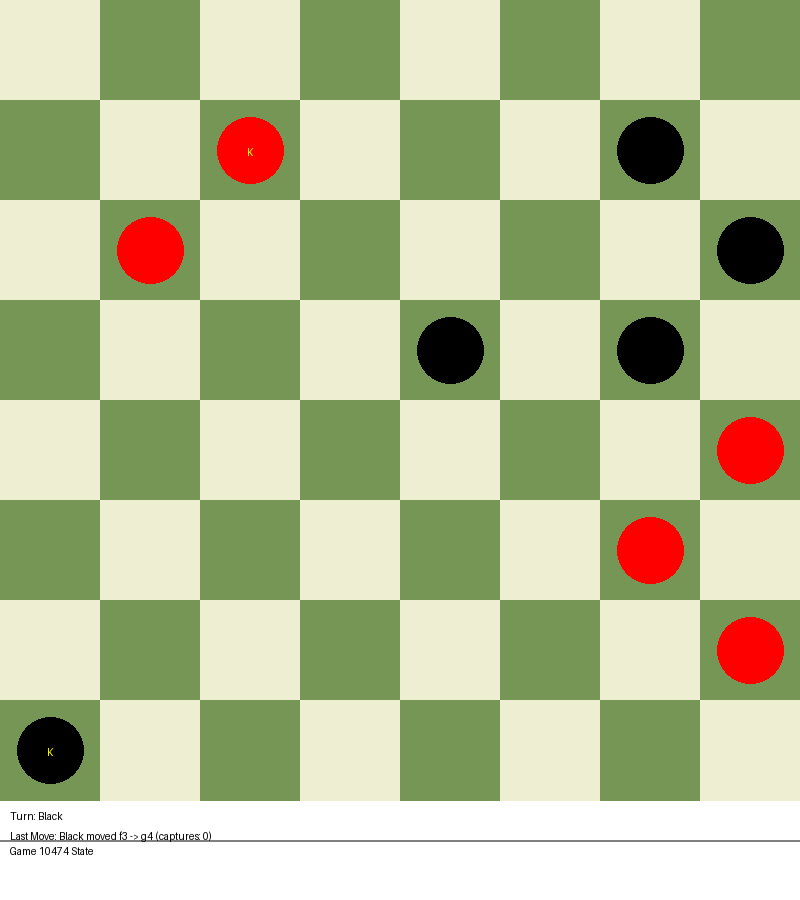 K
K
Turn: Black
Last Move: Black moved f3 -> g4 (captures: 0)
Game 10474 State